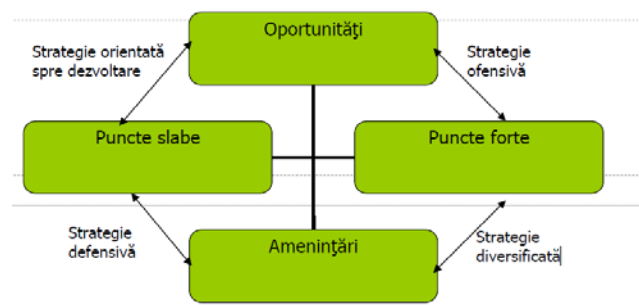 Oportunităţi
Strategie orientată
spre dezvoltare
Strategie
ofensivă
Puncte slabe
Puncte forte
Strategie
defensivă
Ameninţări
Strategie
diversificată